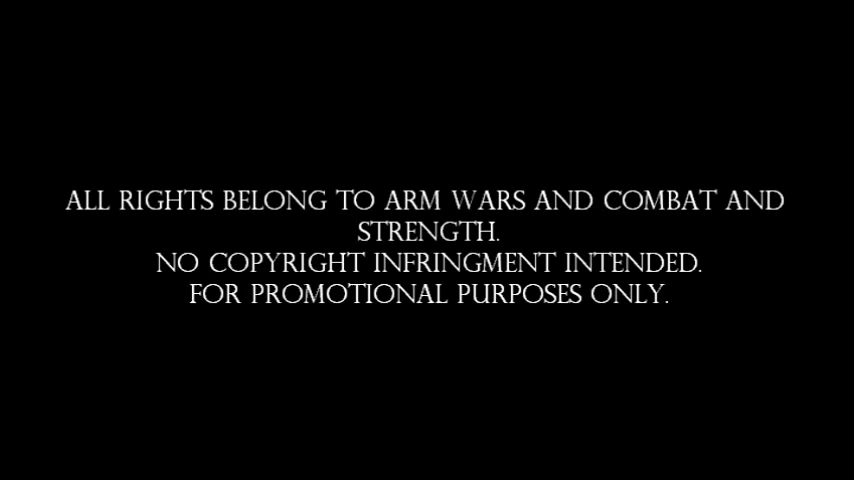 ALL RIGHTS BELONG TO ARM WARS AND COMBAT AND
STRENGTH.
NO COPYRIGHT INFRINGMENT INTENDED.
FOR PROMOTIONAL PURPOSES ONLY.